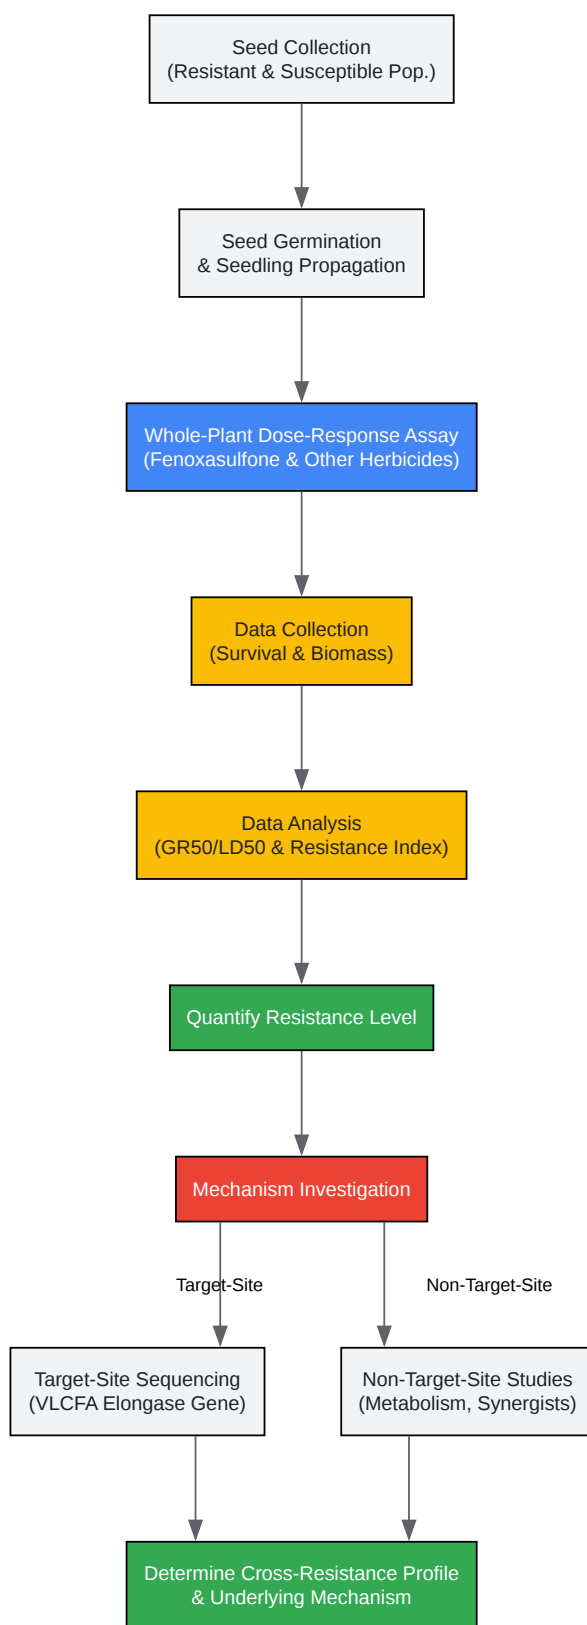 Seed Collection
(Resistant & Susceptible Pop.)
Seed Germination
& Seedling Propagation
Whole-Plant Dose-Response Assay
(Fenoxasulfone & Other Herbicides)
Data Collection
(Survival & Biomass)
Data Analysis
(GR50/LD50 & Resistance Index)
Quantify Resistance Level
Mechanism Investigation
Target-Site
Non-Target-Site
Target-Site Sequencing
(VLCFA Elongase Gene)
Non-Target-Site Studies
(Metabolism, Synergists)
Determine Cross-Resistance Profile
& Underlying Mechanism